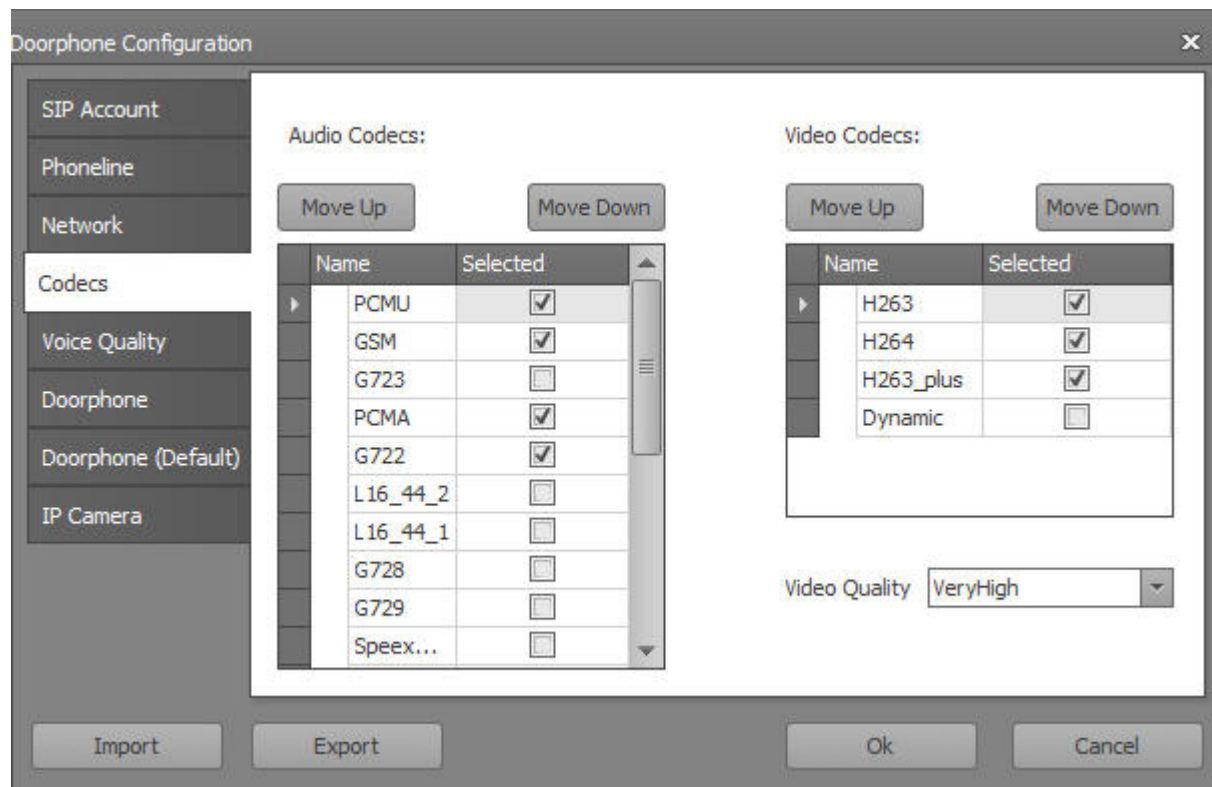 Doorphone Configuration
SIP Account
Phoneline
Network
Codecs
Voice Quality
Doorphone
Doorphone (Default)
IP Camera
Audio Codecs:
Move Up Move Down
Name Selected
PCMU
GSM
G723
PCMA
G722
L16_44_2
L16_44_1
G728
G729
Speex...
Video Codecs:
Move Up Move Down
Name Selected
H263
H264
H263_plus
Dynamic
Video Quality VeryHigh
Import Export Ok Cancel